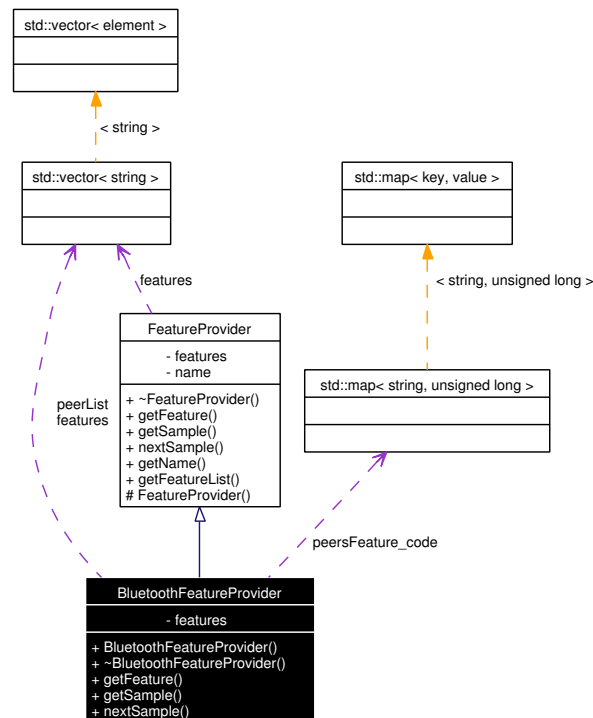 std::vector< element >
< string >
std::vector< string >
std::map< key, value >
features
< string, unsigned long >
FeatureProvider
- features
- name
+ ~FeatureProvider()
+ getFeature()
+ getSample()
+ nextSample()
+ getName()
+ getFeatureList()
# FeatureProvider()
std::map< string, unsigned long >
peerList
features
peersFeature_code
BluetoothFeatureProvider
- features
+ BluetoothFeatureProvider()
+ ~BluetoothFeatureProvider()
+ getFeature()
+ getSample()
+ nextSample()